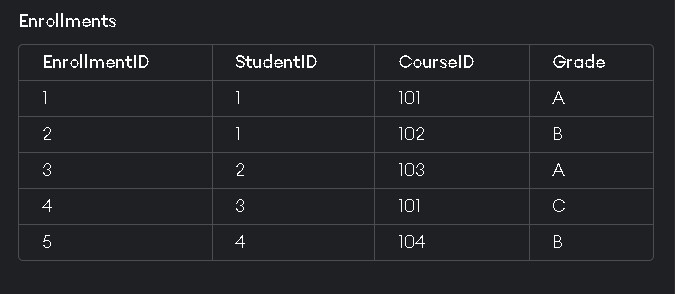 Enrollments
EnrollmentID StudentID CourseID Grade
1 1 101 A
2 1 102 B
3 2 103 A
4 3 101 C
5 4 104 B